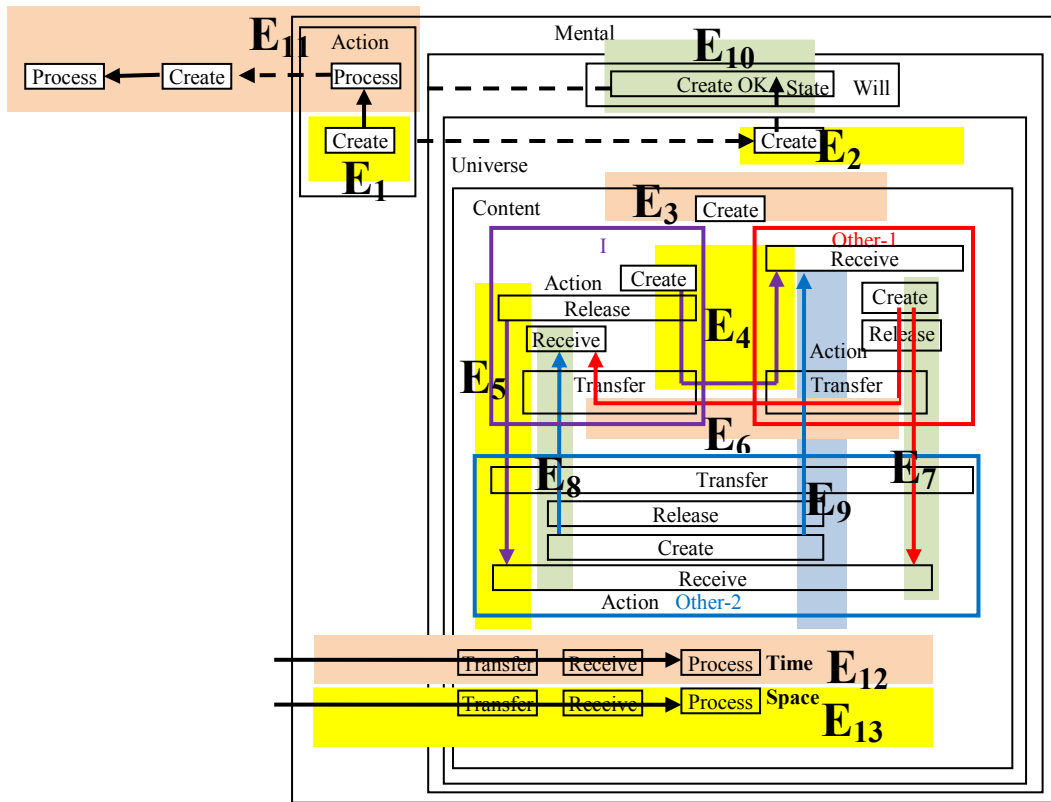 Mental
E11
Action
E10
Process
Create
Process
Create OK
State
Will
Create
Create
E2
E1
Universe
E3
Create
Content
I
Other-1
Receive
Action
Create
Create
Release
E4
Release
Receive
Action
E5
Transfer
Transfer
E6
E8
E7
Transfer
E9
Release
Create
Receive
Action
Other-2
Transfer
Receive
Process
Time
E12
Transfer
Receive
Process
Space
E13